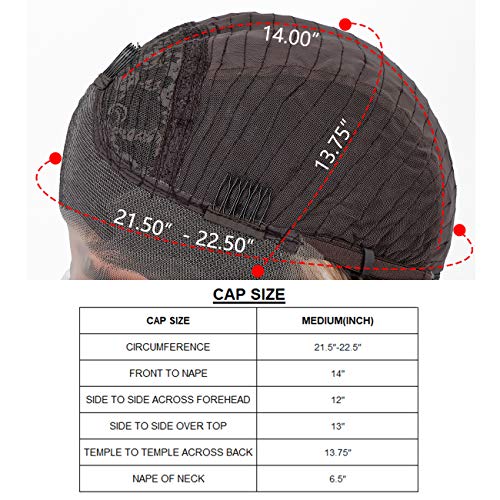 14.00"
13.75"
21.50" - 22.50"
CAP SIZE
CAP SIZE MEDIUM(INCH)
CIRCUMFERENCE 21.5"-22.5"
FRONT TO NAPE 14"
SIDE TO SIDE ACROSS FOREHEAD 12"
SIDE TO SIDE OVER TOP 13"
TEMPLE TO TEMPLE ACROSS BACK 13.75"
NAPE OF NECK 6.5"